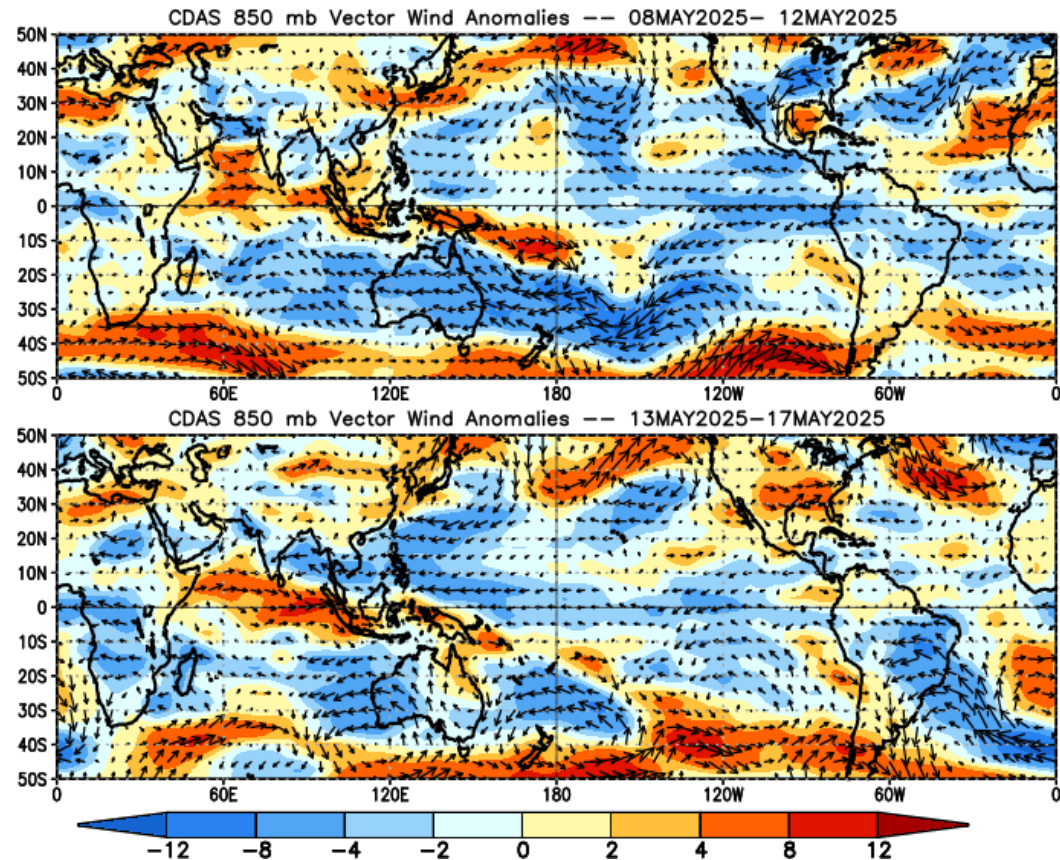 CDAS 850 mb Vector Wind Anomalies -- 08MAY2025- 12MAY2025
50N
40N
30N
20N
10N
0
10S
20S
30S
40S
50S
0 60E 120E 180 120W 60W 0
CDAS 850 mb Vector Wind Anomalies -- 13MAY2025-17MAY2025
50N
40N
30N
20N
10N
0
10S
20S
30S
40S
50S
0 60E 120E 180 120W 60W 0
-12 -8 -4 -2 0 2 4 8 12